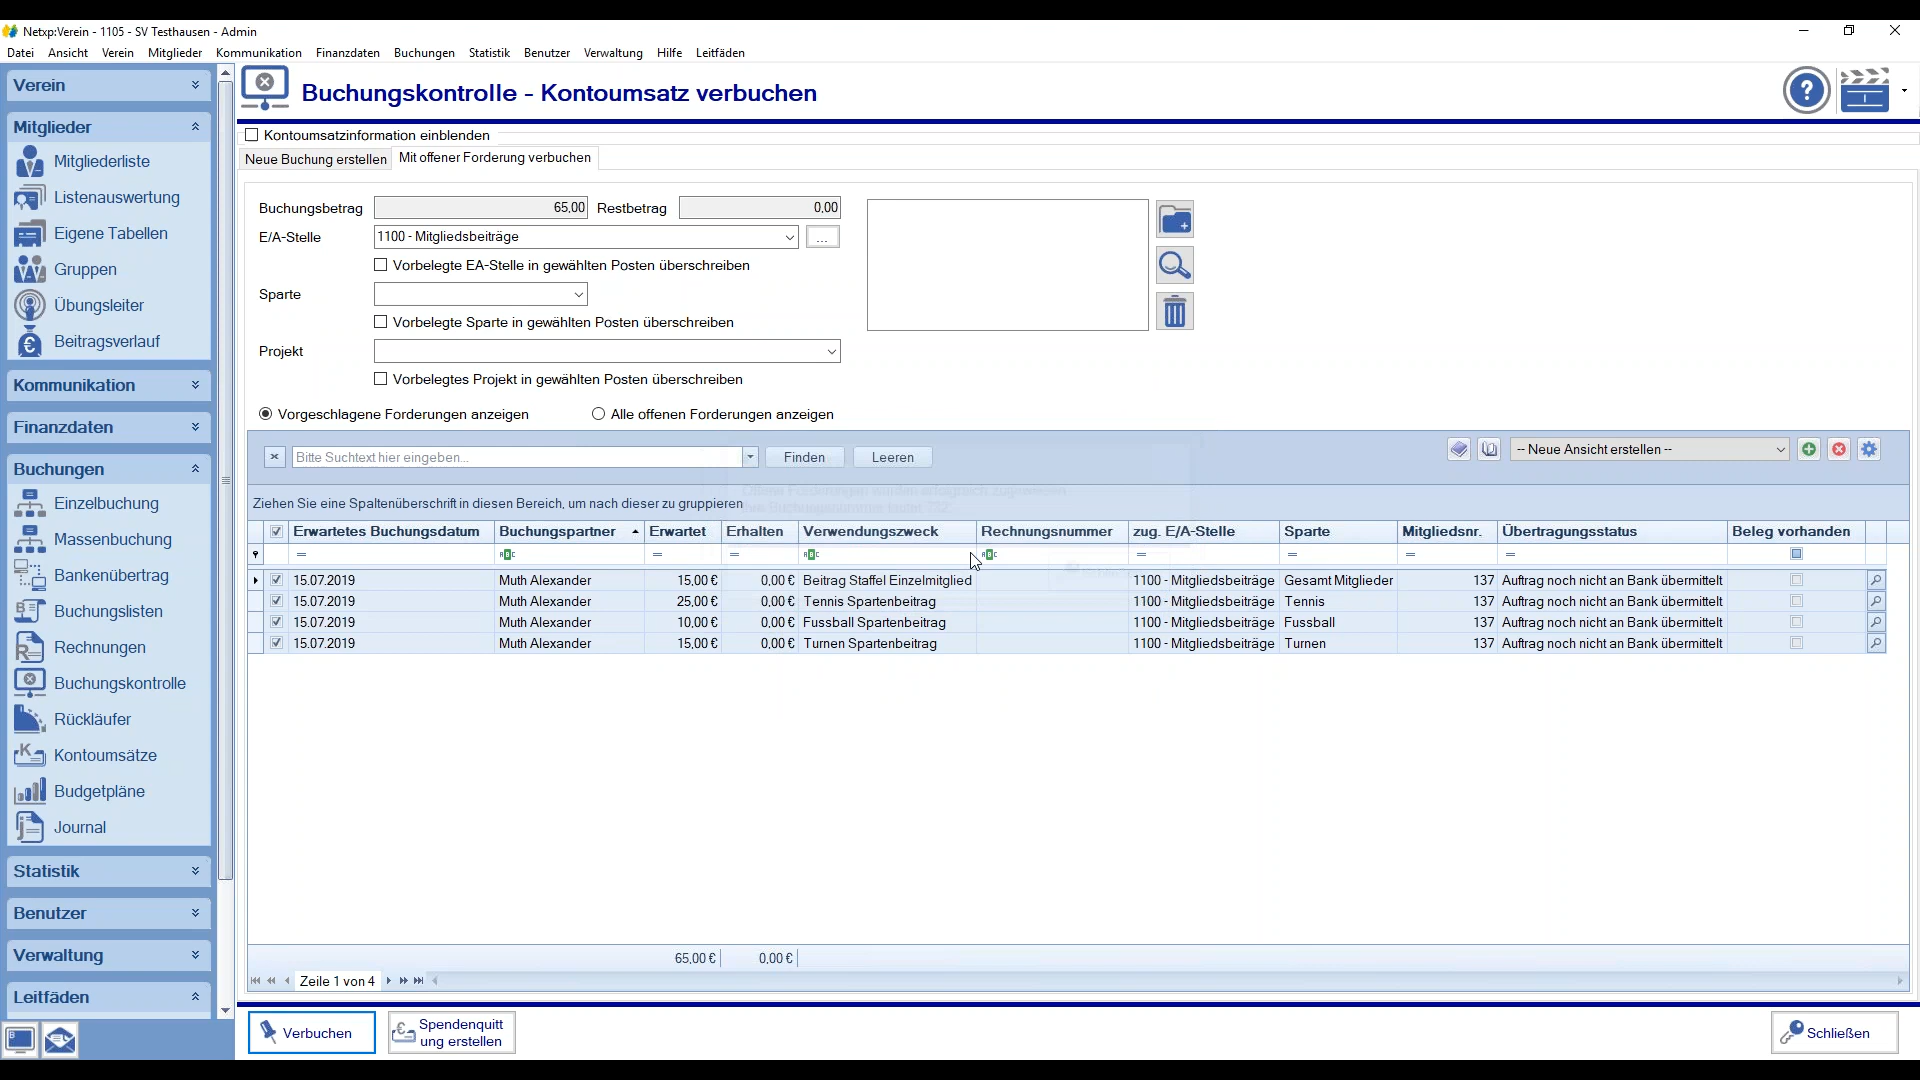 Netxp:Verein - 1105 - SV Testhausen - Admin
Datei Ansicht Verein Mitglieder Kommunikation Finanzdaten Buchungen Statistik Benutzer Verwaltung Hilfe Leitfäden
Verein
Mitglieder
Mitgliederliste
Listenauswertung
Eigene Tabellen
Gruppen
Übungsleiter
Beitragsverlauf
Kommunikation
Finanzdaten
Buchungen
Einzelbuchung
Massenbuchung
Bankenübertrag
Buchungslisten
Rechnungen
Buchungskontrolle
Rückläufer
Kontoumsätze
Budgetpläne
Journal
Statistik
Benutzer
Verwaltung
Leitfäden
Buchungskontrolle - Kontoumsatz verbuchen
Kontoumsatzinformation einblenden
Neue Buchung erstellen Mit offener Forderung verbuchen
Buchungsbetrag 65,00 Restbetrag 0,00
E/A-Stelle 1100 - Mitgliedsbeiträge ...
Vorbelegte EA-Stelle in gewählten Posten überschreiben
Sparte
Vorbelegte Sparte in gewählten Posten überschreiben
Projekt
Vorbelegtes Projekt in gewählten Posten überschreiben
Vorgeschlagene Forderungen anzeigen Alle offenen Forderungen anzeigen
Bitte Suchtext hier eingeben... Finden Leeren -- Neue Ansicht erstellen --
Ziehen Sie eine Spaltenüberschrift in diesen Bereich, um nach dieser zu gruppieren
Erwartetes Buchungsdatum Buchungspartner Erwartet Erhalten Verwendungszweck Rechnungsnummer zug. E/A-Stelle Sparte Mitgliedsnr. Übertragungsstatus Beleg vorhanden
= ABC = = ABC ABC = = = =
15.07.2019 Muth Alexander 15,00 € 0,00 € Beitrag Staffel Einzelmitglied 1100 - Mitgliedsbeiträge Gesamt Mitglieder 137 Auftrag noch nicht an Bank übermittelt
15.07.2019 Muth Alexander 25,00 € 0,00 € Tennis Spartenbeitrag 1100 - Mitgliedsbeiträge Tennis 137 Auftrag noch nicht an Bank übermittelt
15.07.2019 Muth Alexander 10,00 € 0,00 € Fussball Spartenbeitrag 1100 - Mitgliedsbeiträge Fussball 137 Auftrag noch nicht an Bank übermittelt
15.07.2019 Muth Alexander 15,00 € 0,00 € Turnen Spartenbeitrag 1100 - Mitgliedsbeiträge Turnen 137 Auftrag noch nicht an Bank übermittelt
65,00 € 0,00 €
Zeile 1 von 4
Verbuchen
Spendenquitt
ung erstellen
Schließen